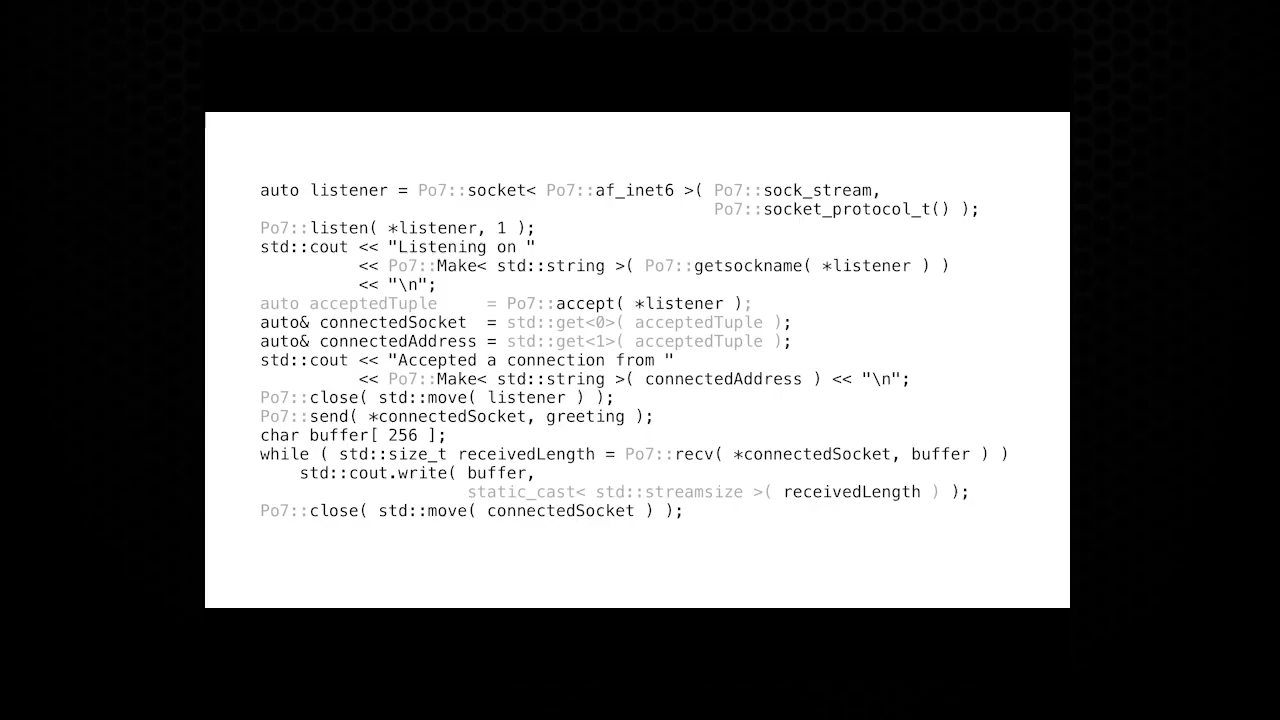 auto listener = Po7::socket< Po7::af_inet6 >( Po7::sock_stream,
                                              Po7::socket_protocol_t() );
Po7::listen( *listener, 1 );
std::cout << "Listening on "
          << Po7::Make< std::string >( Po7::getsockname( *listener ) )
          << "\n";
auto acceptedTuple     = Po7::accept( *listener );
auto& connectedSocket  = std::get<0>( acceptedTuple );
auto& connectedAddress = std::get<1>( acceptedTuple );
std::cout << "Accepted a connection from "
          << Po7::Make< std::string >( connectedAddress ) << "\n";
Po7::close( std::move( listener ) );
Po7::send( *connectedSocket, greeting );
char buffer[ 256 ];
while ( std::size_t receivedLength = Po7::recv( *connectedSocket, buffer ) )
    std::cout.write( buffer,
                     static_cast< std::streamsize >( receivedLength ) );
Po7::close( std::move( connectedSocket ) );